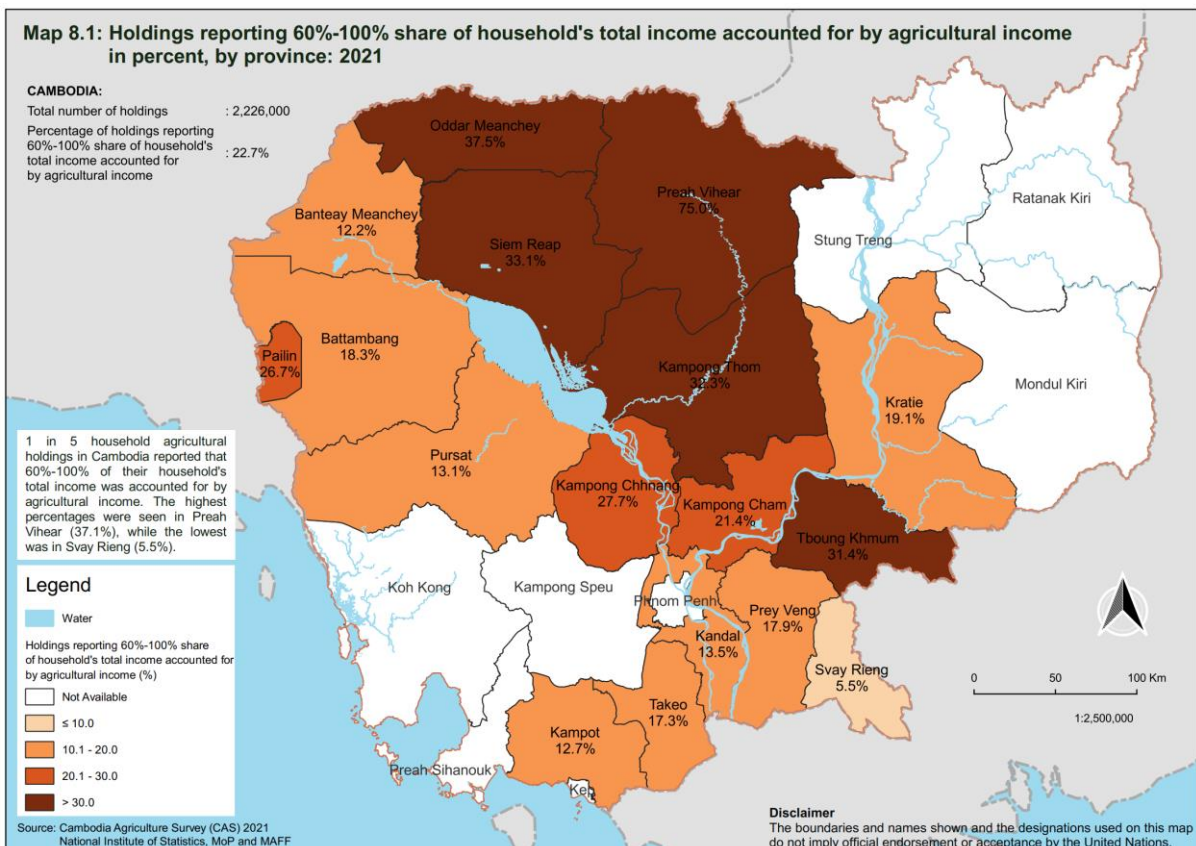 Map 8.1: Holdings reporting 60%-100% share of household's total income accounted for by agricultural income
in percent, by province: 2021
CAMBODIA:
Total number of holdings : 2,226,000
Percentage of holdings reporting
60%-100% share of household's
total income accounted for
by agricultural income
: 22.7%
Oddar Meanchey
37.5%
Preah Vihear
75.0%
Banteay Meanchey
12.2%
Siem Reap
33.1%
Ratanak Kiri
Stung Treng
Battambang
18.3%
Pailin
26.7%
Kampong Thom
32.3%
Kratie
19.1%
Mondul Kiri
Pursat
13.1%
Kampong Chhnang
27.7%
Kampong Cham
21.4%
Tboung Khmum
31.4%
Koh Kong
Kampong Speu
Phnom Penh
Prey Veng
17.9%
Kandal
13.5%
Svay Rieng
5.5%
Takeo
17.3%
Kampot
12.7%
Preah Sihanouk
Kep
1 in 5 household agricultural
holdings in Cambodia reported that
60%-100% of their household's
total income was accounted for by
agricultural income. The highest
percentages were seen in Preah
Vihear (37.1%), while the lowest
was in Svay Rieng (5.5%).
Legend
Water
Holdings reporting 60%-100% share
of household's total income accounted for
by agricultural income (%)
Not Available
≤ 10.0
10.1 - 20.0
20.1 - 30.0
> 30.0
Source: Cambodia Agriculture Survey (CAS) 2021
National Institute of Statistics, MoP and MAFF
0 50 100 Km
1:2,500,000
Disclaimer
The boundaries and names shown and the designations used on this map
do not imply official endorsement or acceptance by the United Nations.